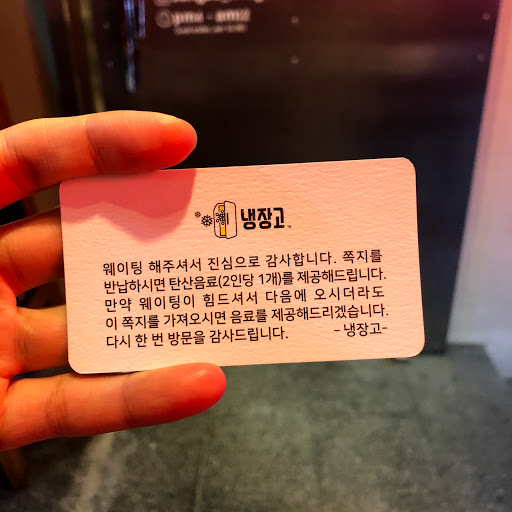 냉장고
웨이팅 해주셔서 진심으로 감사합니다. 쪽지를
반납하시면 탄산음료(2인당 1개)를 제공해드립니다.
만약 웨이팅이 힘드셔서 다음에 오시더라도
이 쪽지를 가져오시면 음료를 제공해드리겠습니다.
다시 한 번 방문을 감사드립니다. -냉장고-